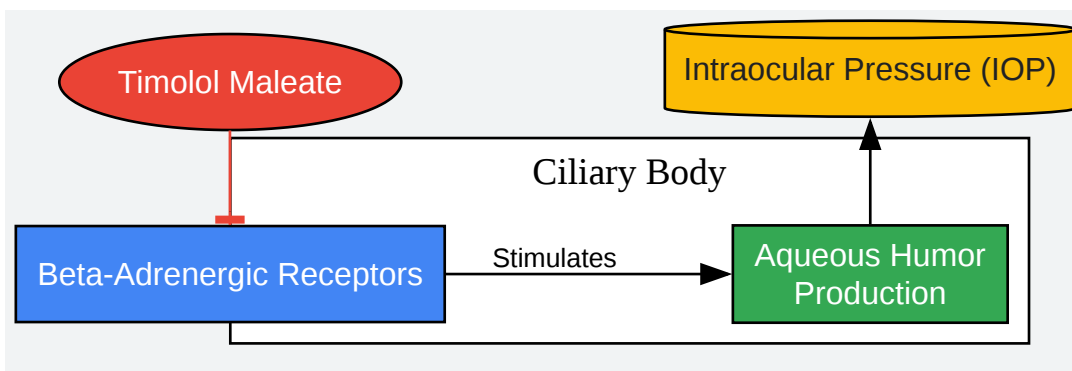 Timolol Maleate
Intraocular Pressure (IOP)
Ciliary Body
Beta-Adrenergic Receptors
Stimulates
Aqueous Humor
Production